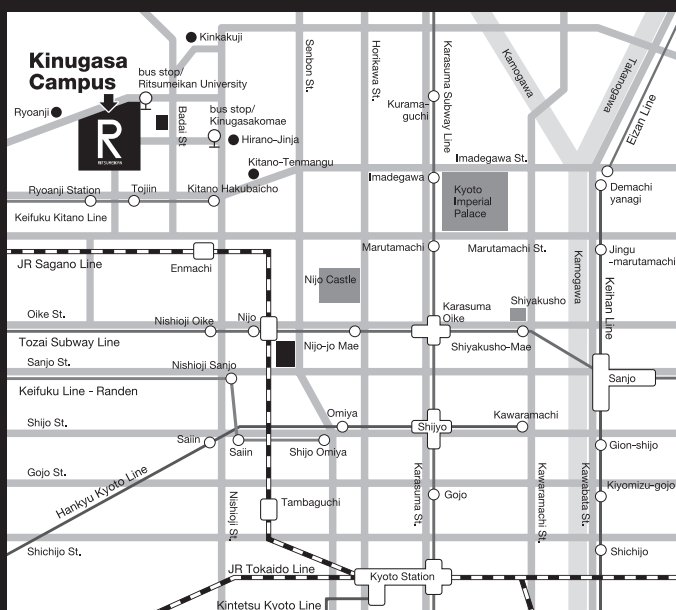 Kinkakuji
Kinugasa
Campus
bus stop/
Ritsumeikan University
Ryoanji
R
RITSUMEIKAN
Badai St
bus stop/
Kinugasakomae
Hirano-Jinja
Kitano-Tenmangu
Senbon St.
Horikawa St.
Karasuma Subway Line
Kamogawa
Takanogawa
Eizan Line
Kurama-
guchi
Imadegawa St.
Imadegawa
Kyoto
Imperial
Palace
Demachi
yanagi
Ryoanji Station
Tojiin
Kitano Hakubaicho
Keifuku Kitano Line
Marutamachi
Marutamachi St.
Kamogawa
Jingu
-marutamachi
JR Sagano Line
Enmachi
Nijo Castle
Keihan Line
Oike St.
Nishioji Oike
Nijo
Nijo-jo Mae
Karasuma
Oike
Shiyakusho
Shiyakusho-Mae
Tozai Subway Line
Sanjo St.
Nishioji Sanjo
Sanjo
Keifuku Line - Randen
Shijo St.
Omiya
Shijyo
Kawaramachi
Saiin
Saiin
Shijo Omiya
Gion-shijo
Gojo St.
Hankyu Kyoto Line
Nishioji St.
Tambaguchi
Karasuma St.
Gojo
Kawaramachi St.
Kawabata St.
Kiyomizu-gojo
Shichijo St.
Shichijo
JR Tokaido Line
Kyoto Station
Kintetsu Kyoto Line